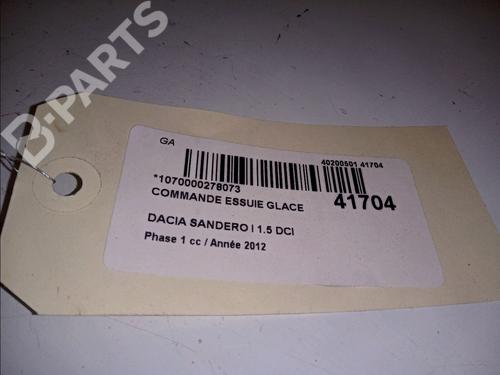 B-PARTS
GA
40200501 41704
*1070000278073
COMMANDE ESSUIE GLACE
41704
DACIA SANDERO I 1.5 DCI
Phase 1 cc / Année 2012